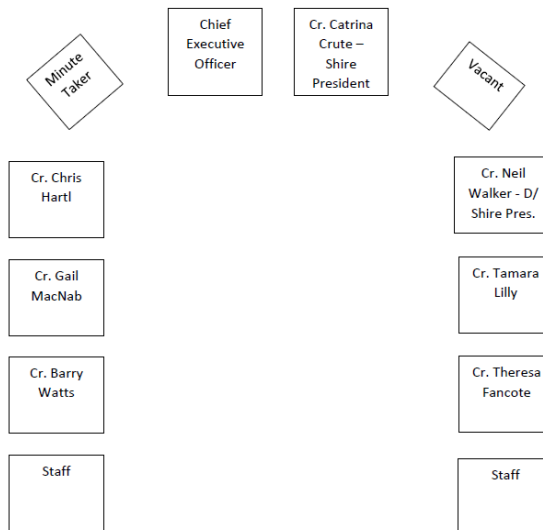 Minute
Taker
Chief
Executive
Officer
Cr. Catrina
Crute –
Shire
President
Vacant
Cr. Chris
Hartl
Cr. Neil
Walker - D/
Shire Pres.
Cr. Gail
MacNab
Cr. Tamara
Lilly
Cr. Barry
Watts
Cr. Theresa
Fancote
Staff
Staff